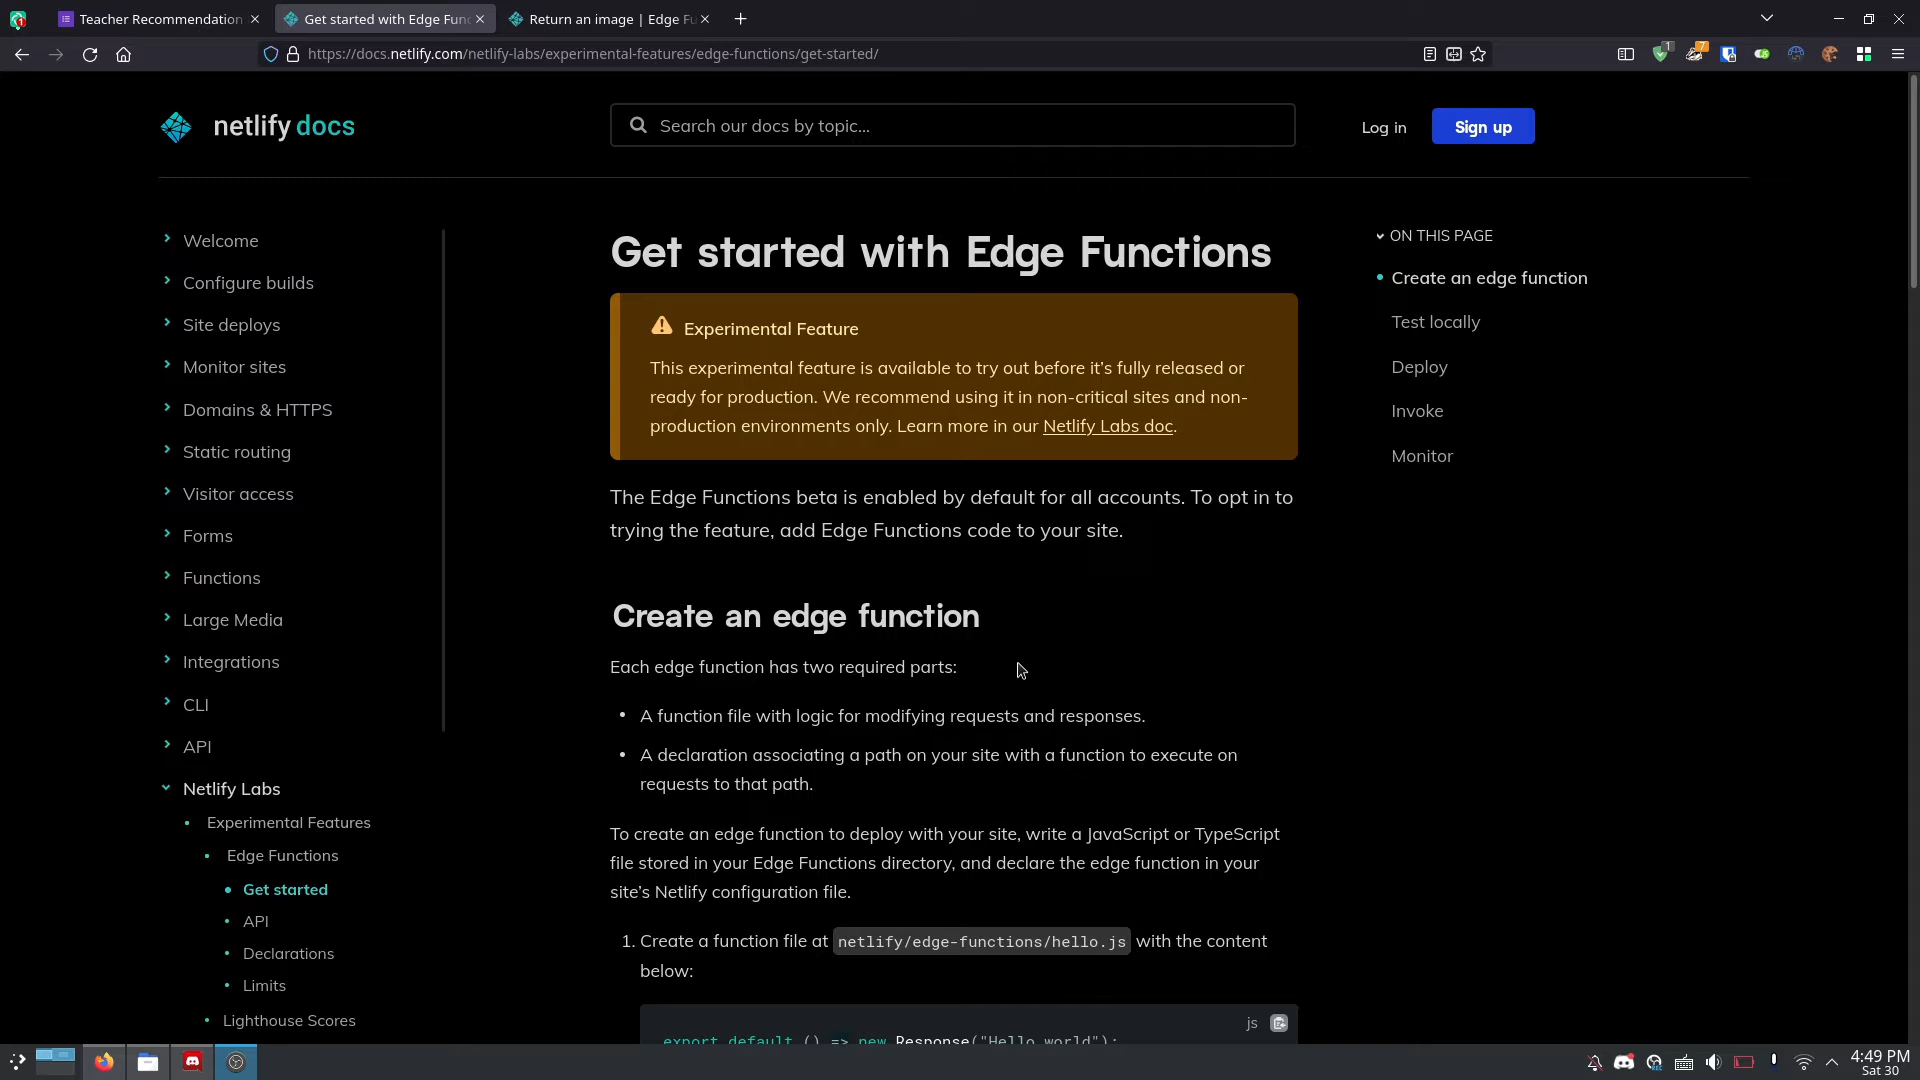 Teacher Recommendation
Get started with Edge Func
Return an image | Edge Fu
https://docs.netlify.com/netlify-labs/experimental-features/edge-functions/get-started/
1
7
netlify docs
Search our docs by topic...
Log in
Sign up
Welcome
Configure builds
Site deploys
Monitor sites
Domains & HTTPS
Static routing
Visitor access
Forms
Functions
Large Media
Integrations
CLI
API
Netlify Labs
Experimental Features
Edge Functions
Get started
API
Declarations
Limits
Lighthouse Scores
Get started with Edge Functions
Experimental Feature
This experimental feature is available to try out before it's fully released or
ready for production. We recommend using it in non-critical sites and non-
production environments only. Learn more in our Netlify Labs doc.
The Edge Functions beta is enabled by default for all accounts. To opt in to
trying the feature, add Edge Functions code to your site.
Create an edge function
Each edge function has two required parts:
• A function file with logic for modifying requests and responses.
• A declaration associating a path on your site with a function to execute on
requests to that path.
To create an edge function to deploy with your site, write a JavaScript or TypeScript
file stored in your Edge Functions directory, and declare the edge function in your
site's Netlify configuration file.
1. Create a function file at netlify/edge-functions/hello.js with the content
below:
js
export default () => new Response("Hello world");
ON THIS PAGE
Create an edge function
Test locally
Deploy
Invoke
Monitor
4:49 PM
Sat 30